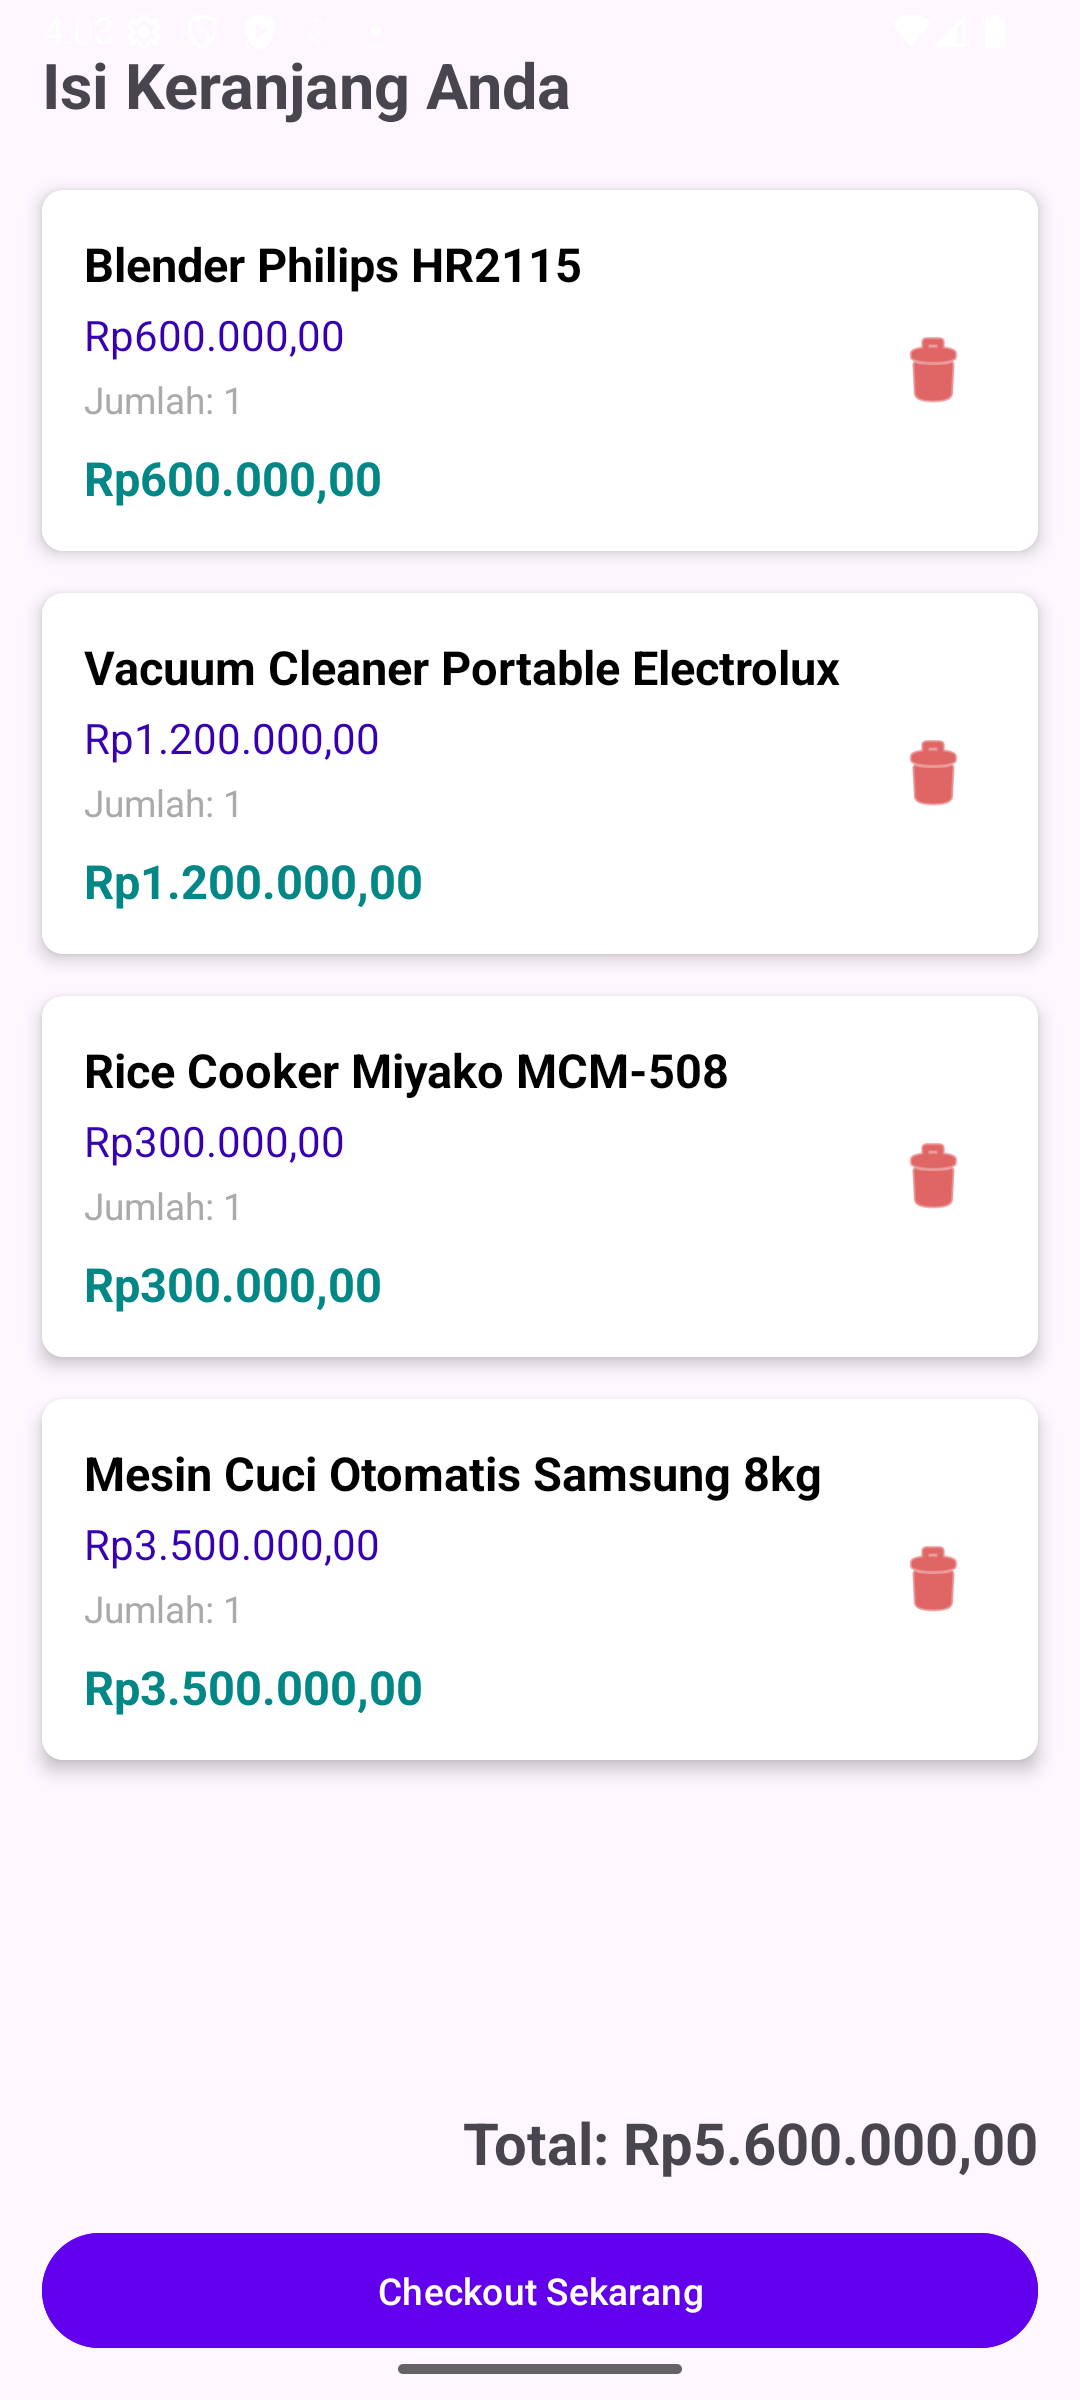 4:03
Isi Keranjang Anda
Blender Philips HR2115
Rp600.000,00
Jumlah: 1
Rp600.000,00
Vacuum Cleaner Portable Electrolux
Rp1.200.000,00
Jumlah: 1
Rp1.200.000,00
Rice Cooker Miyako MCM-508
Rp300.000,00
Jumlah: 1
Rp300.000,00
Mesin Cuci Otomatis Samsung 8kg
Rp3.500.000,00
Jumlah: 1
Rp3.500.000,00
Total: Rp5.600.000,00
Checkout Sekarang